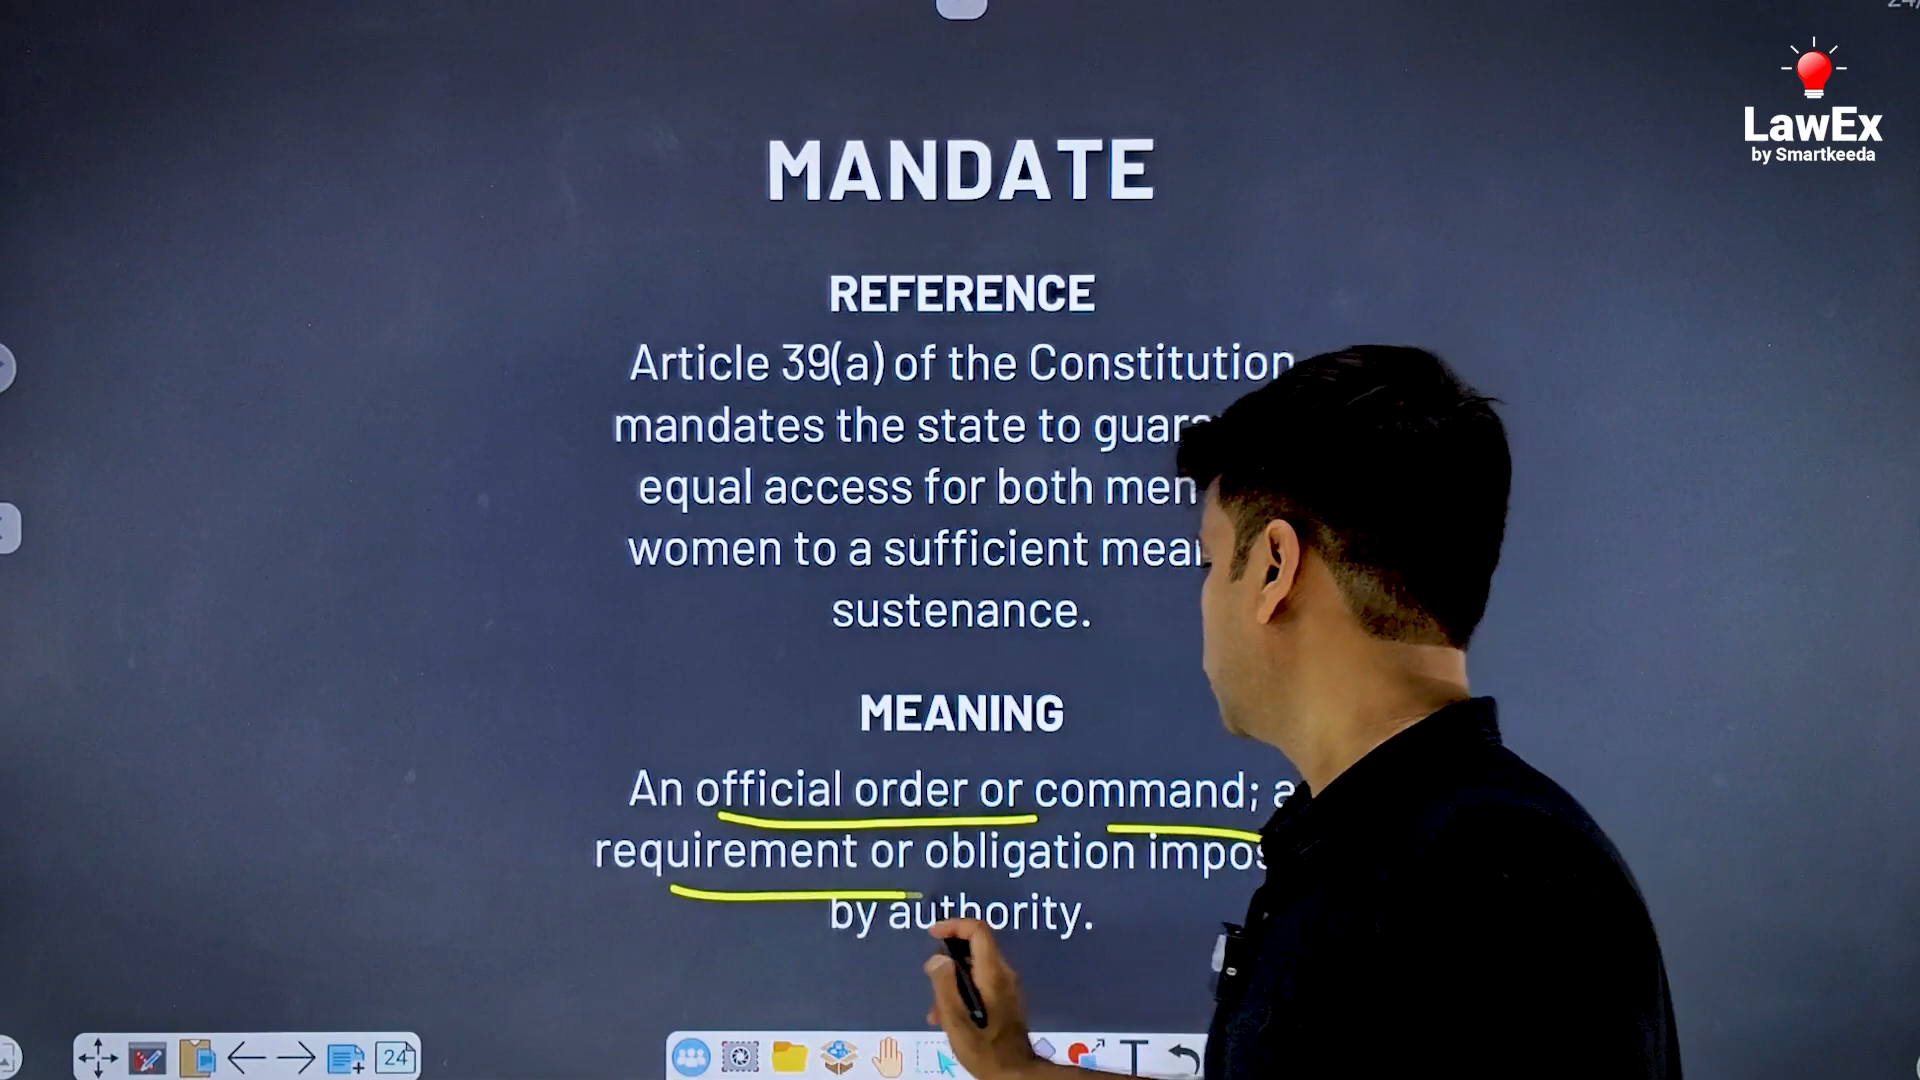 LawEx
by Smartkeeda
MANDATE
REFERENCE
Article 39(a) of the Constitution
mandates the state to
equal access for both men
women to a sufficient
sustenance.
MEANING
An official order or command;
requirement or obligation
by authority.
24
T